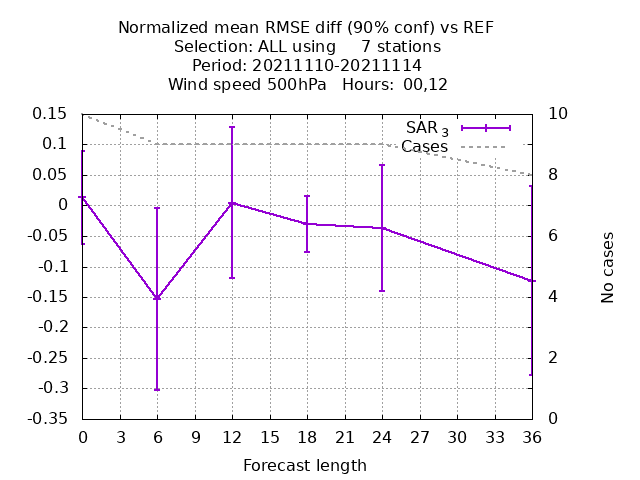 Normalized mean RMSE diff (90% conf) vs REF
Selection: ALL using     7 stations
Period: 20211110-20211114
Wind speed 500hPa   Hours:  00,12
0.15
0.1
0.05
0
-0.05
-0.1
-0.15
-0.2
-0.25
-0.3
-0.35
SAR 3
Cases
10
8
6
4
2
0
No cases
0 3 6 9 12 15 18 21 24 27 30 33 36
Forecast length